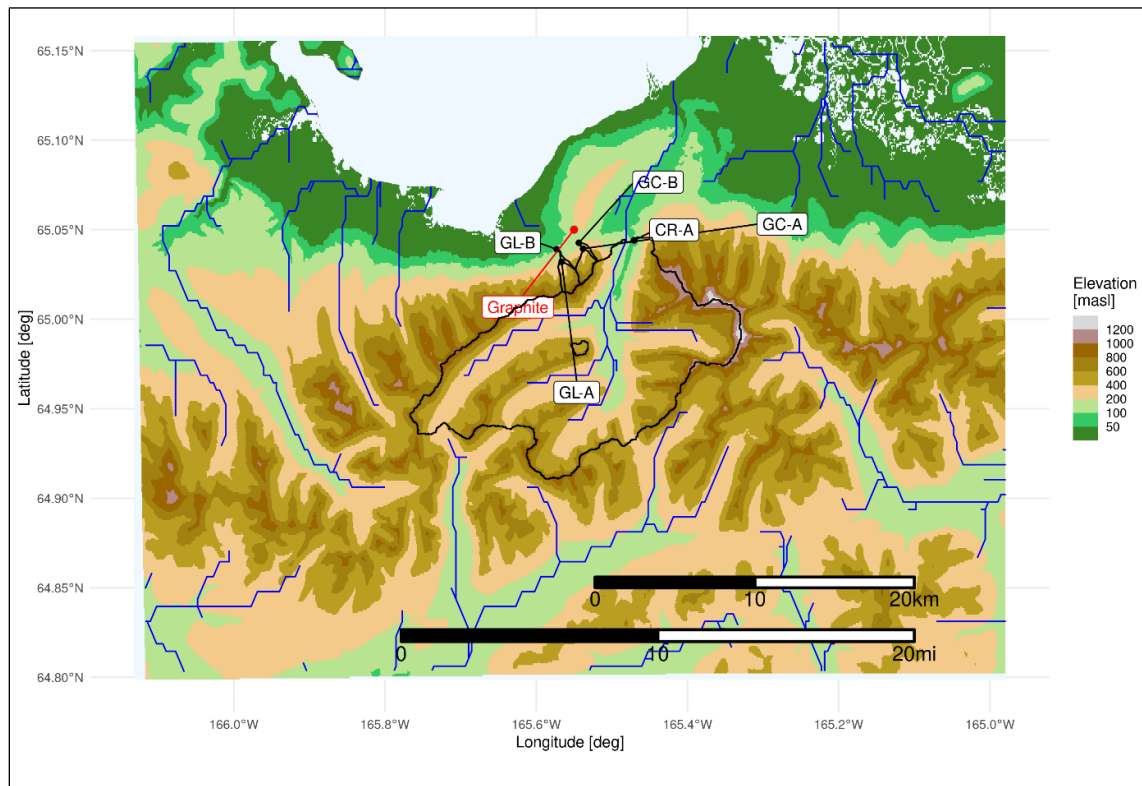 65.15°N
65.10°N
65.05°N
65.00°N
64.95°N
64.90°N
64.85°N
64.80°N
Latitude [deg]
GC-B
GC-A
CR-A
GL-B
Graphite
GL-A
0 10 20km
0 10 20mi
166.0°W 165.8°W 165.6°W 165.4°W 165.2°W 165.0°W
Longitude [deg]
Elevation
[masl]
1200
1000
800
600
400
200
100
50